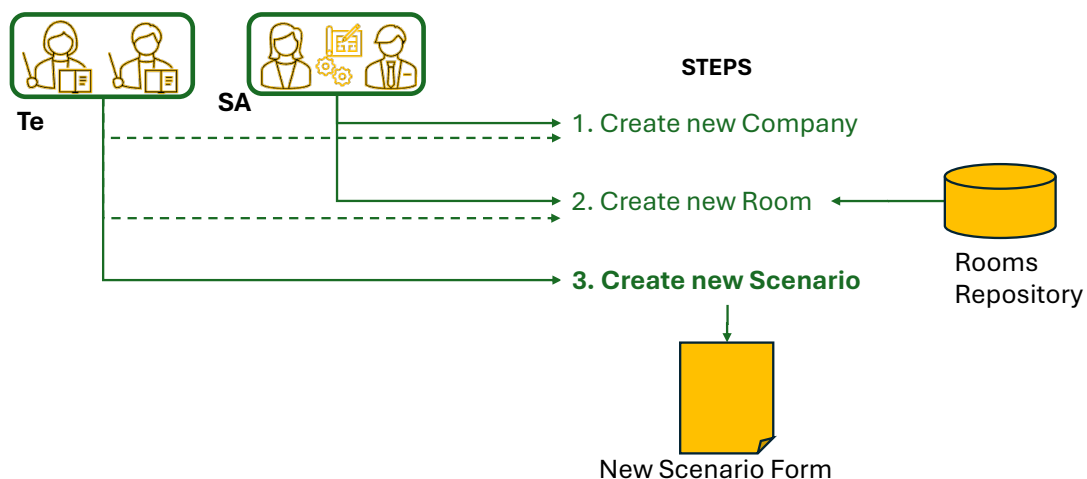 Te
SA
STEPS
1. Create new Company
2. Create new Room
3. Create new Scenario
Rooms
Repository
New Scenario Form